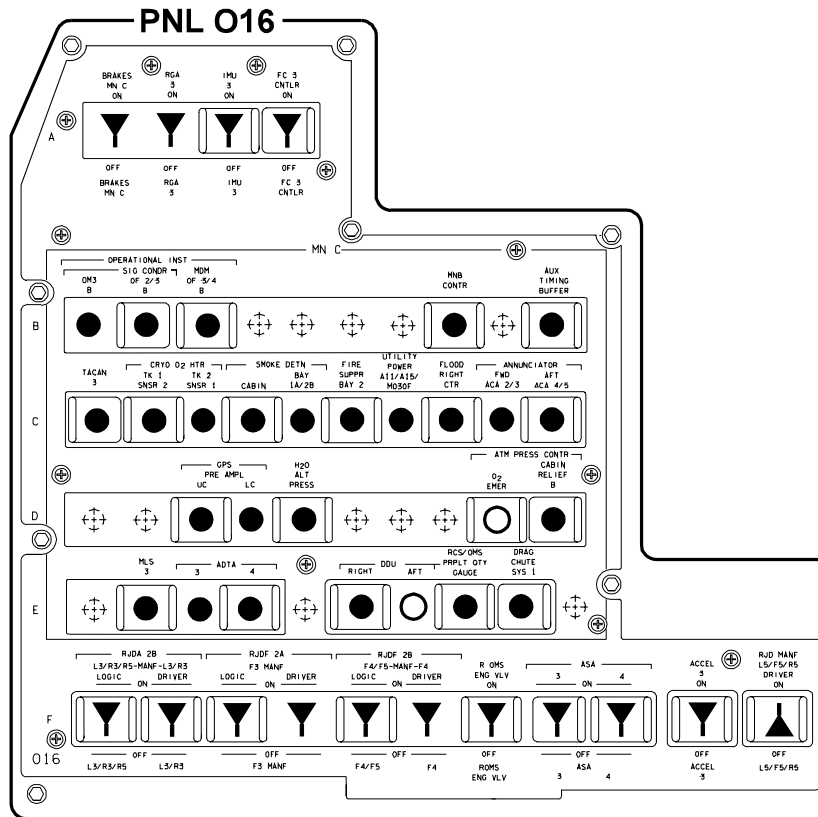 PNL O16
BRAKES MN C ON
RGA 3 ON
IMU 3 ON
FC 3 CNTLR ON
A
OFF OFF OFF OFF
BRAKES MN C
RGA 3
IMU 3
FC 3 CNTLR
MN C
OPERATIONAL INST
SIG CONDR
OM3 B
OF 2/3 B
MDM OF 3/4 B
MNB CONTR
AUX TIMING BUFFER
B
TACAN 3
CRYO O2 HTR
TK 1 SNSR 2
TK 2 SNSR 1
SMOKE DETN
CABIN
BAY 1A/2B
FIRE SUPPR BAY 2
UTILITY POWER A11/A15/ MO30F
FLOOD RIGHT CTR
ANNUNCIATOR
FWD ACA 2/3
AFT ACA 4/5
C
GPS
PRE AMPL
UC LC
H2O ALT PRESS
ATM PRESS CONTR
O2 EMER
CABIN RELIEF B
D
MLS 3
ADTA
3 4
DDU
RIGHT AFT
RCS/OMS PRPLT QTY GAUGE
DRAG CHUTE SYS 1
E
RJDA 2B
L3/R3/R5-MANF-L3/R3
LOGIC DRIVER
ON
RJDF 2A
F3 MANF
LOGIC DRIVER
ON
RJDF 2B
F4/F5-MANF-F4
LOGIC DRIVER
ON
R OMS ENG VLV ON
ASA
3 4
ON
ACCEL 3 ON
RJD MANF L5/F5/R5 DRIVER ON
F
O16
OFF
L3/R3/R5 L3/R3
OFF
F3 MANF
OFF
F4/F5 F4
OFF
ROMS ENG VLV
OFF
ASA
3 4
OFF
ACCEL 3
OFF
L5/F5/R5